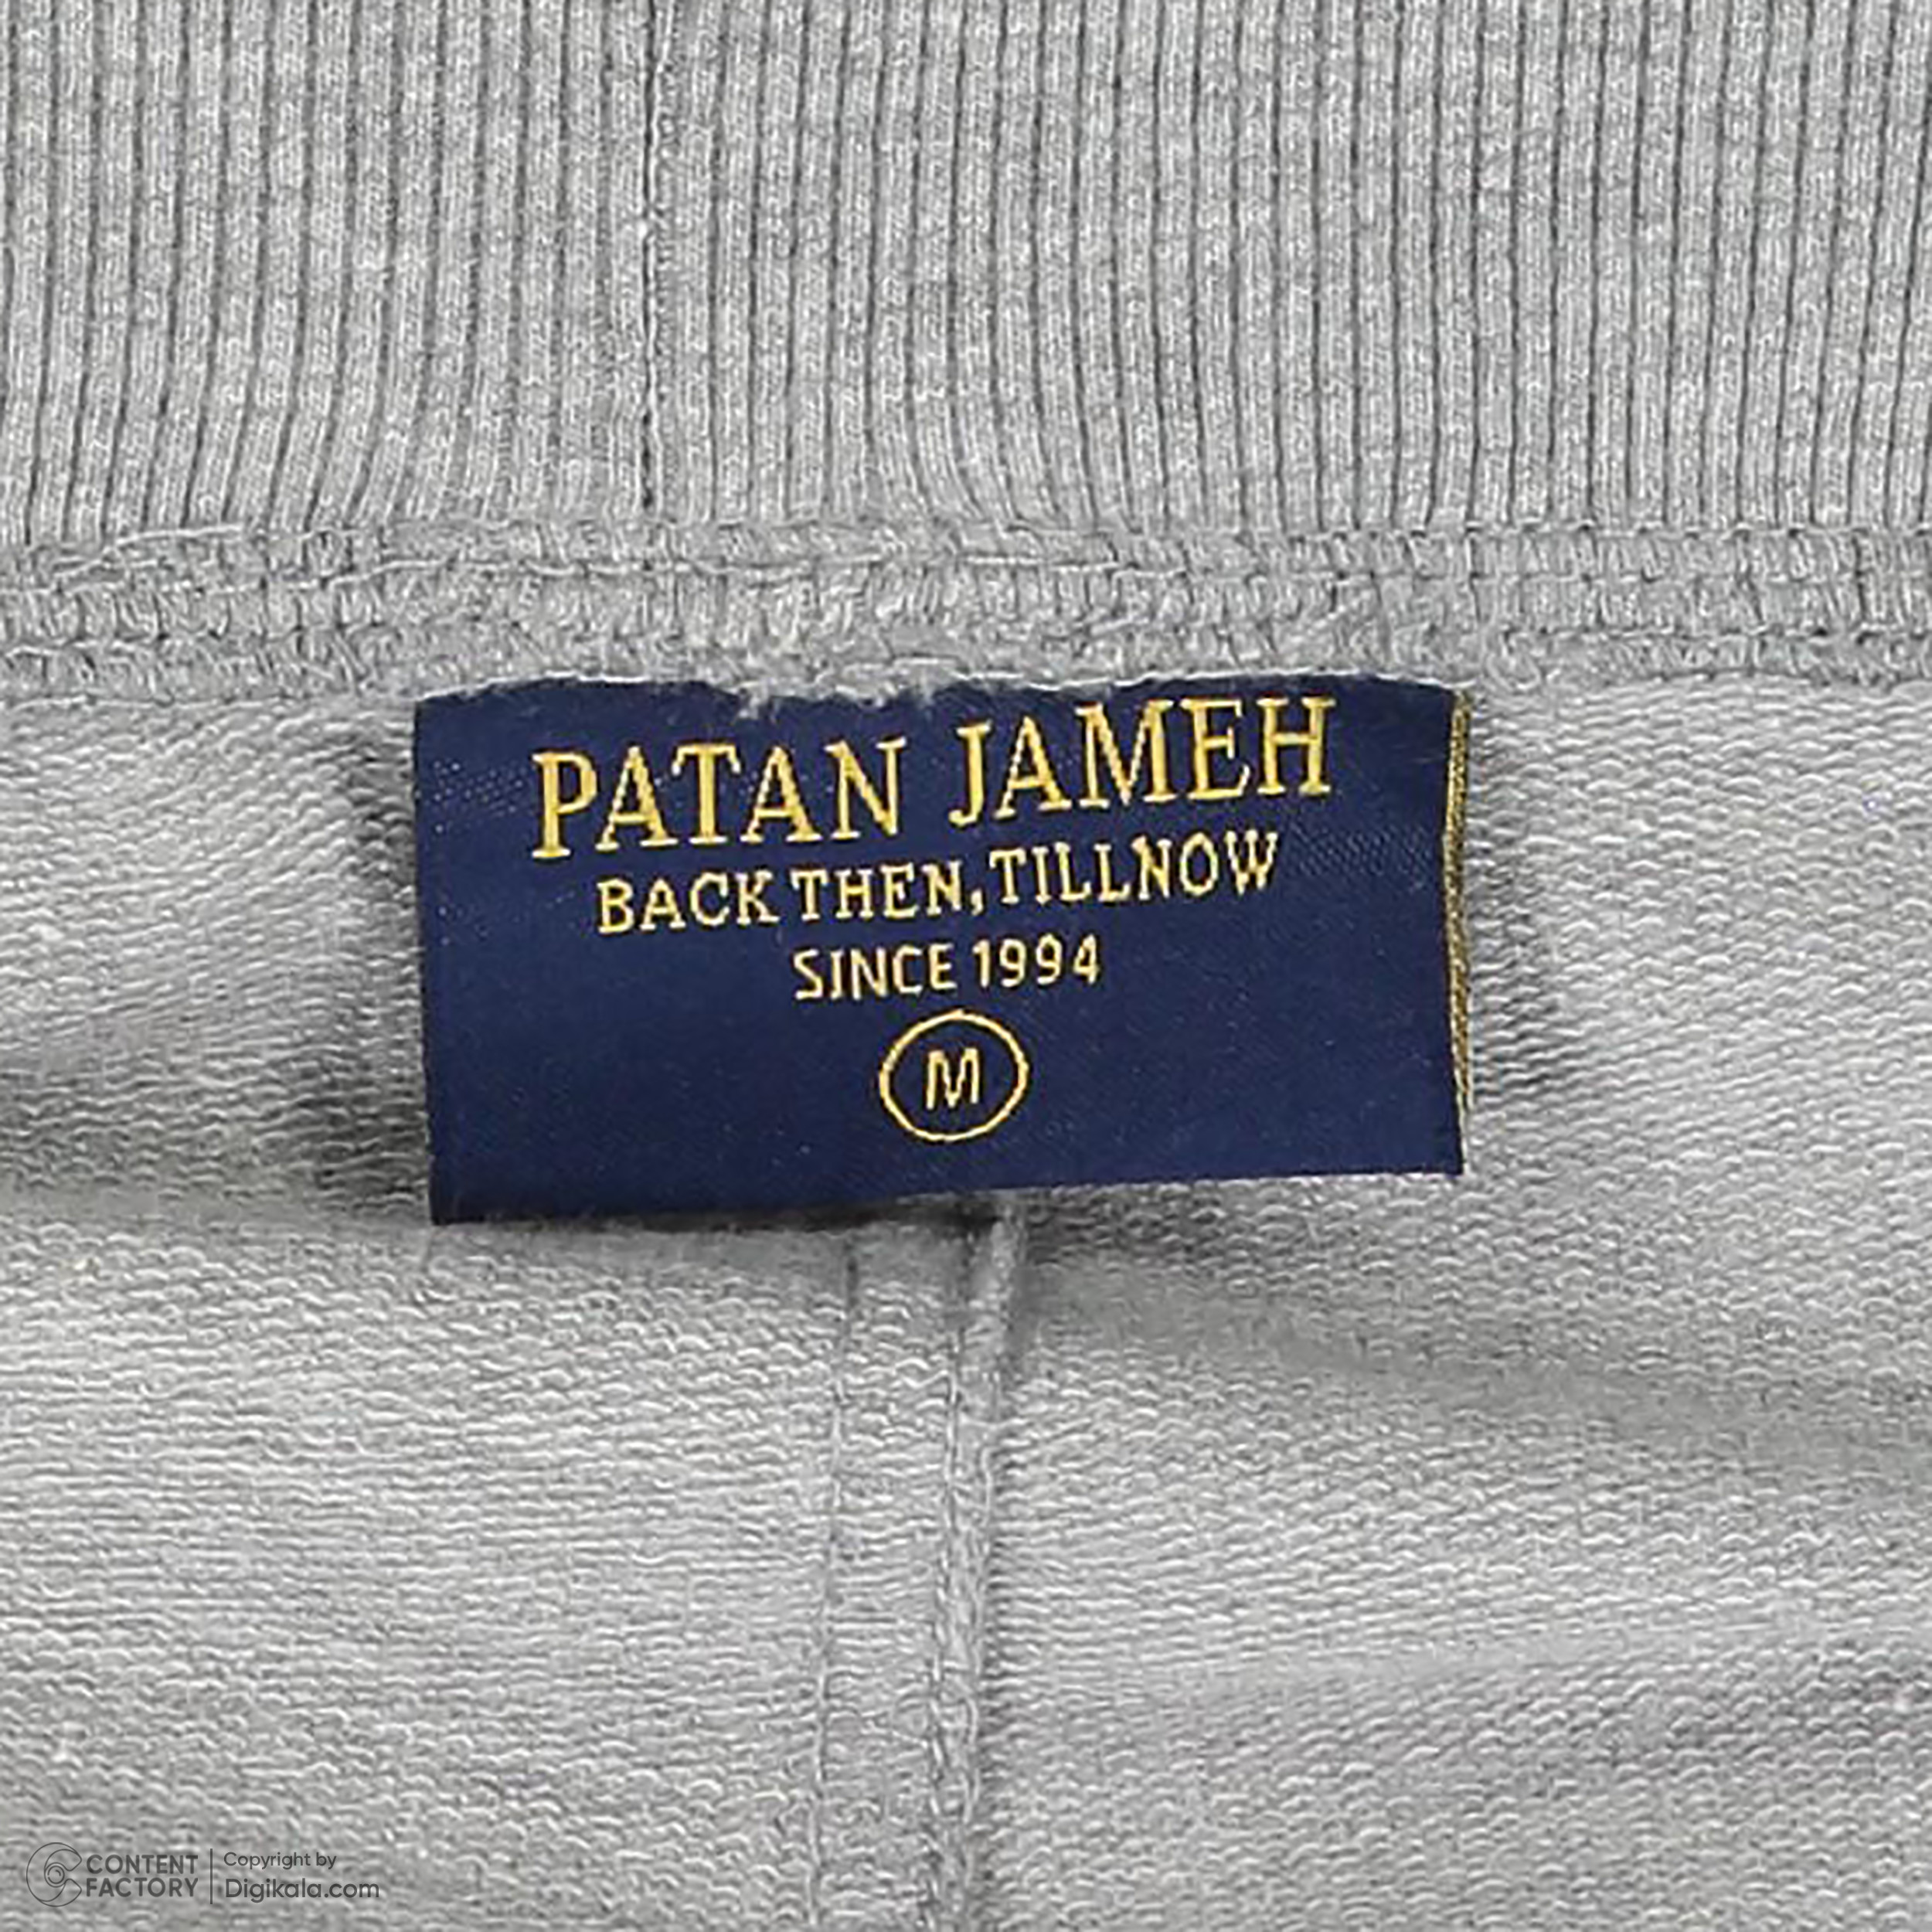 PATAN JAMEH
BACK THEN, TILLNOW
SINCE 1994
M
CONTENT FACTORY
Copyright by
Digikala.com